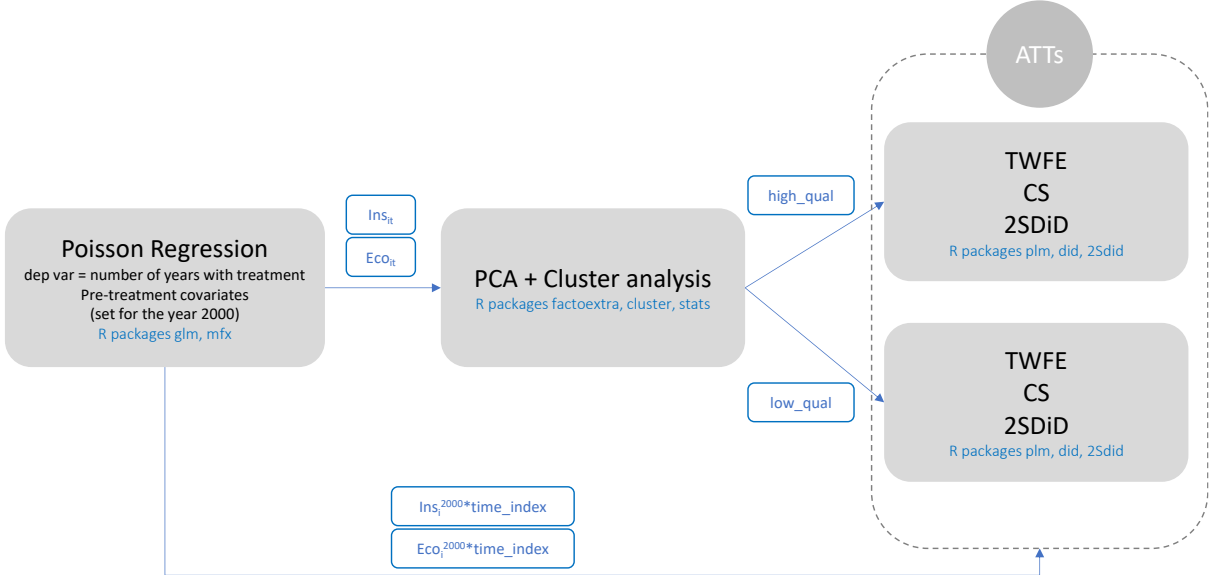 ATTs
Poisson Regression
dep var = number of years with treatment
Pre-treatment covariates
(set for the year 2000)
R packages glm, mfx
Ins_it
Eco_it
PCA + Cluster analysis
R packages factoextra, cluster, stats
high_qual
low_qual
TWFE
CS
2SDiD
R packages plm, did, 2Sdid
TWFE
CS
2SDiD
R packages plm, did, 2Sdid
Ins_i^2000*time_index
Eco_i^2000*time_index